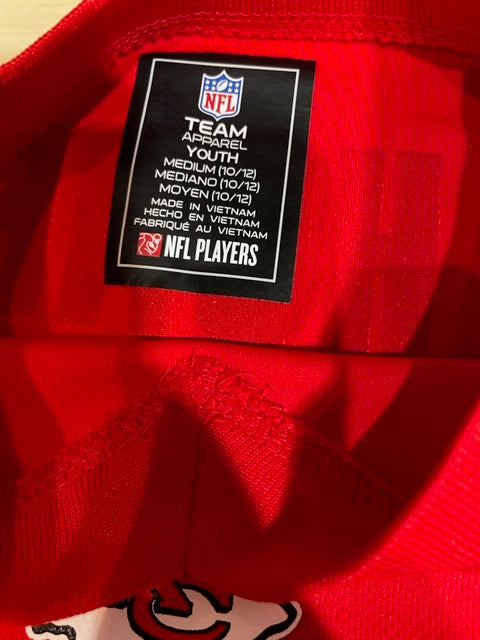 NFL
TEAM
APPAREL
YOUTH
MEDIUM (10/12)
MEDIANO (10/12)
MOYEN (10/12)
MADE IN VIETNAM
HECHO EN VIETNAM
FABRIQUÉ AU VIETNAM
NFL PLAYERS